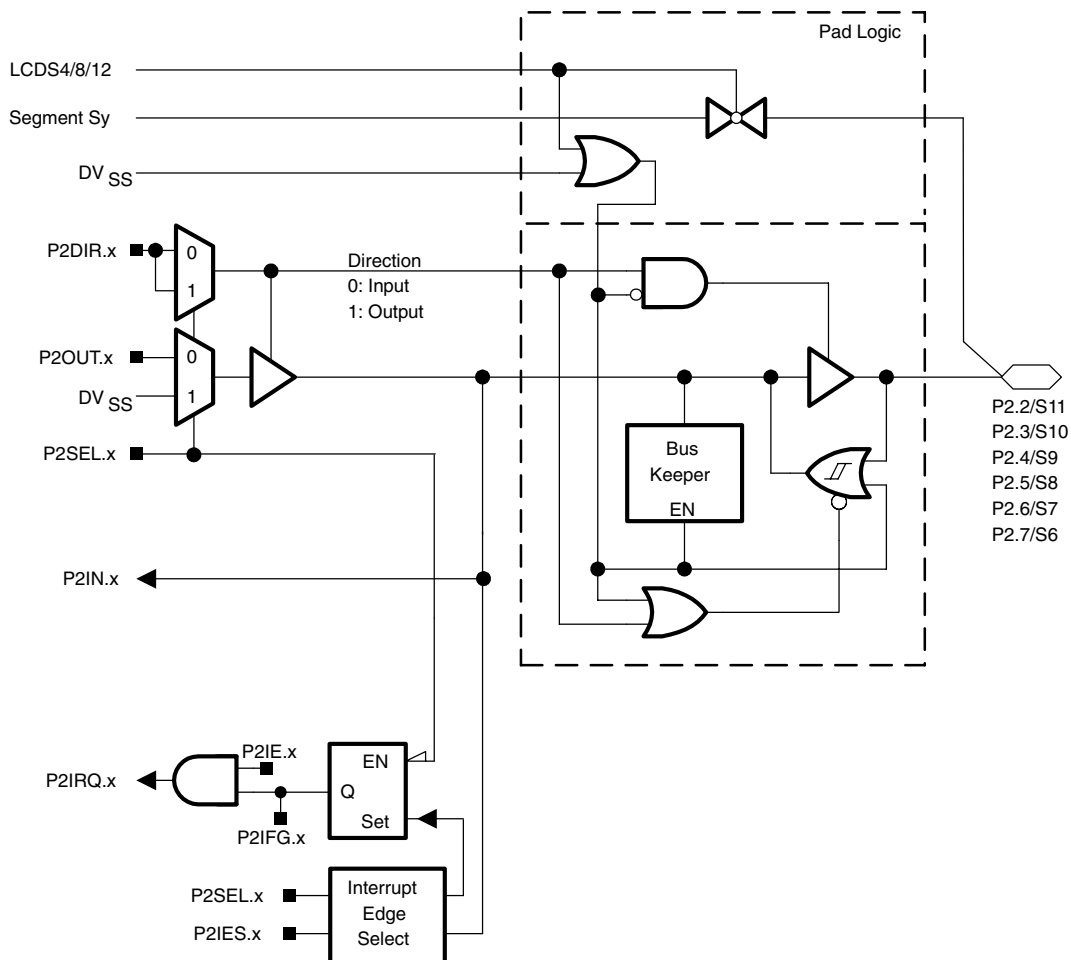 Pad Logic
LCDS4/8/12
Segment Sy
DV SS
P2DIR.x
0
1
Direction
0: Input
1: Output
P2OUT.x
0
DV SS
1
P2SEL.x
Bus
Keeper
EN
P2.2/S11
P2.3/S10
P2.4/S9
P2.5/S8
P2.6/S7
P2.7/S6
P2IN.x
P2IE.x
P2IRQ.x
EN
Q
Set
P2IFG.x
P2SEL.x
P2IES.x
Interrupt
Edge
Select